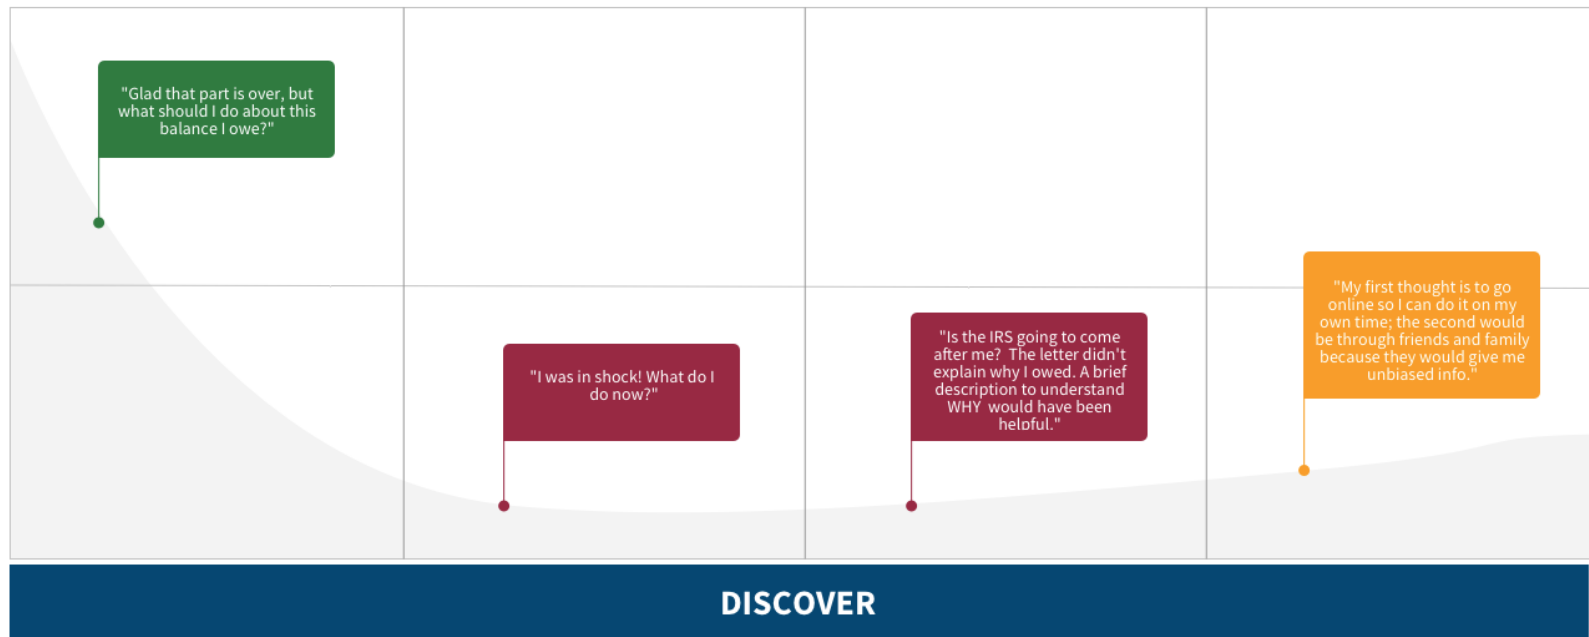 "Glad that part is over, but
what should I do about this
balance I owe?"
"I was in shock! What do I
do now?"
"Is the IRS going to come
after me?  The letter didn't
explain why I owed. A brief
description to understand
WHY  would have been
helpful."
"My first thought is to go
online so I can do it on my
own time; the second would
be through friends and family
because they would give me
unbiased info."
DISCOVER